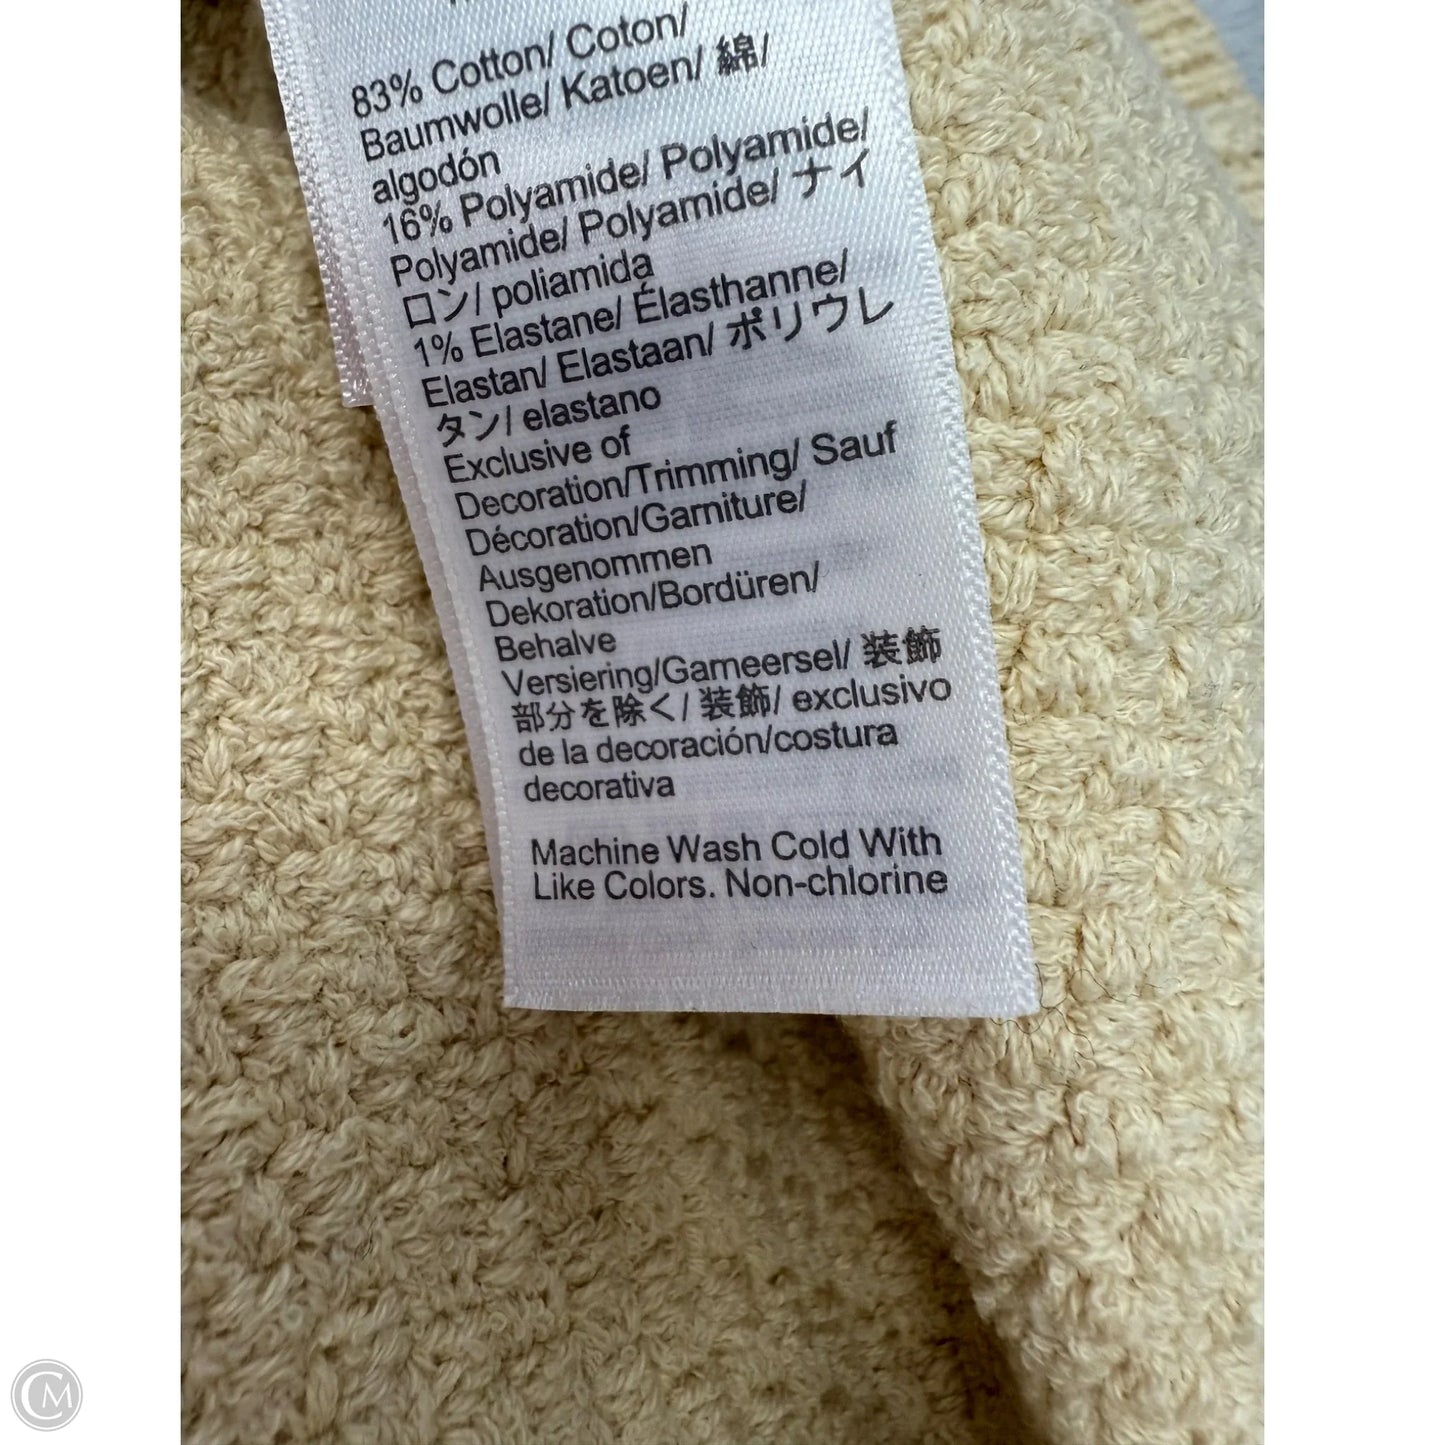 83% Cotton/ Coton/
Baumwolle/ Katoen/ 綿/
algodón
16% Polyamide/ Polyamide/
Polyamide/ Polyamide/ ナイ
ロン/ poliamida
1% Elastane/ Élasthanne/
Elastan/ Elastaan/ ポリウレ
タン/ elastano
Exclusive of
Decoration/Trimming/ Sauf
Décoration/Garniture/
Ausgenommen
Dekoration/Bordüren/
Behalve
Versiering/Garneersel/ 装飾
部分を除く/ 装飾/ exclusivo
de la decoración/costura
decorativa
Machine Wash Cold With
Like Colors. Non-chlorine
CM